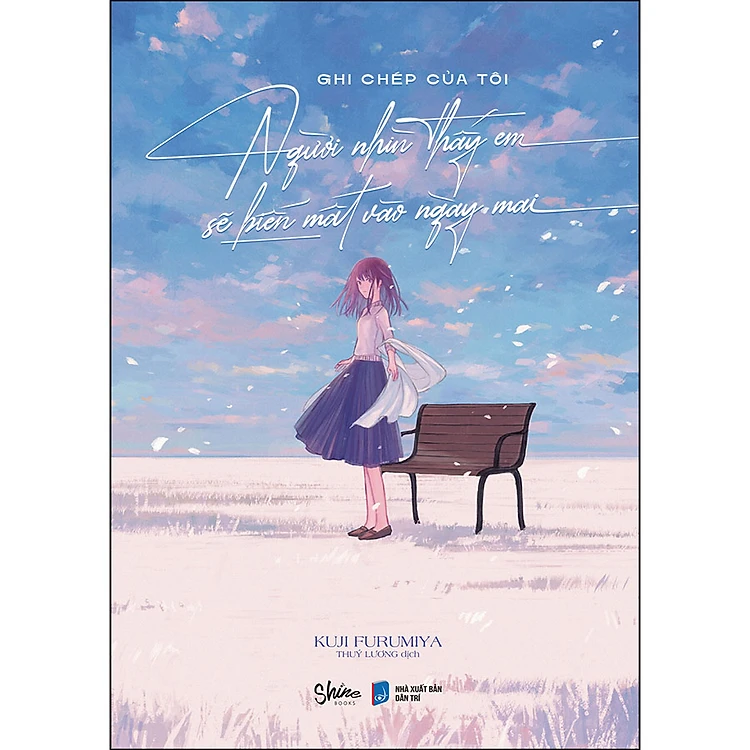 GHI CHÉP CỦA TÔI
Người nhìn thấy em
sẽ biến mất vào ngày mai
KUJI FURUMIYA
THUỲ LƯƠNG dịch
Shine
BOOKS
NHÀ XUẤT BẢN
DÂN TRÍ